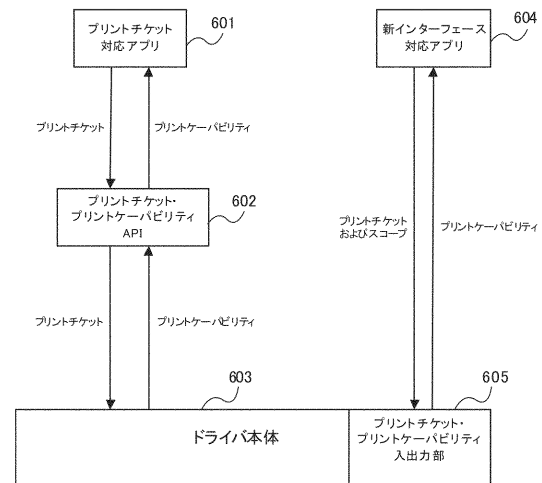 プリントチケット
対応アプリ
601
プリントチケット
プリントケーパビリティ
プリントチケット・
プリントケーパビリティ
API
602
プリントチケット
プリントケーパビリティ
603
ドライバ本体
新インターフェース
対応アプリ
604
プリントチケット
およびスコープ
プリントケーパビリティ
605
プリントチケット・
プリントケーパビリティ
入出力部